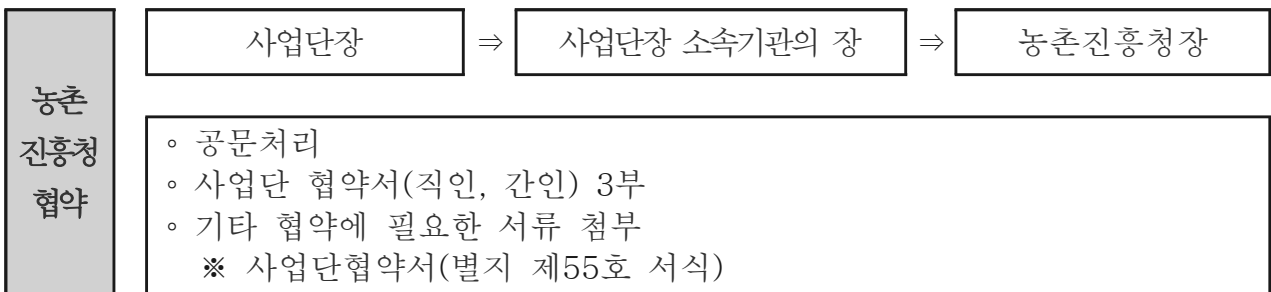 농촌
진흥청
협약
사업단장 ⇒ 사업단장 소속기관의 장 ⇒ 농촌진흥청장
◦ 공문처리
◦ 사업단 협약서(직인, 간인) 3부
◦ 기타 협약에 필요한 서류 첨부
※ 사업단협약서(별지 제55호 서식)